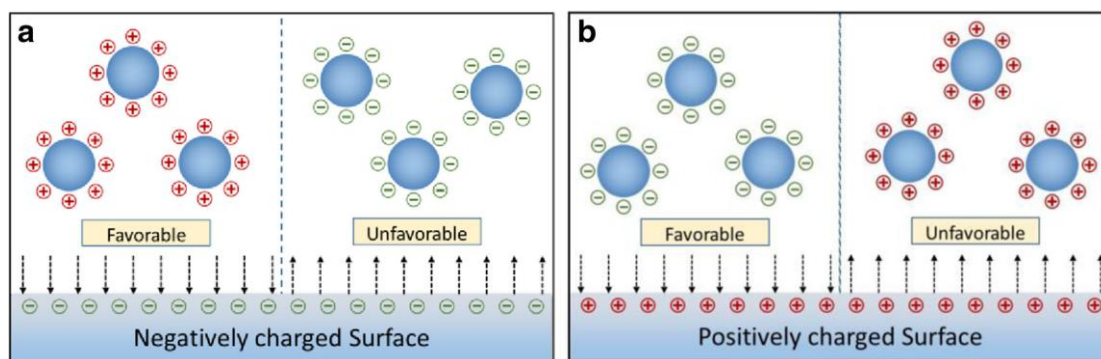 a
Favorable
Unfavorable
Negatively charged Surface
b
Favorable
Unfavorable
Positively charged Surface